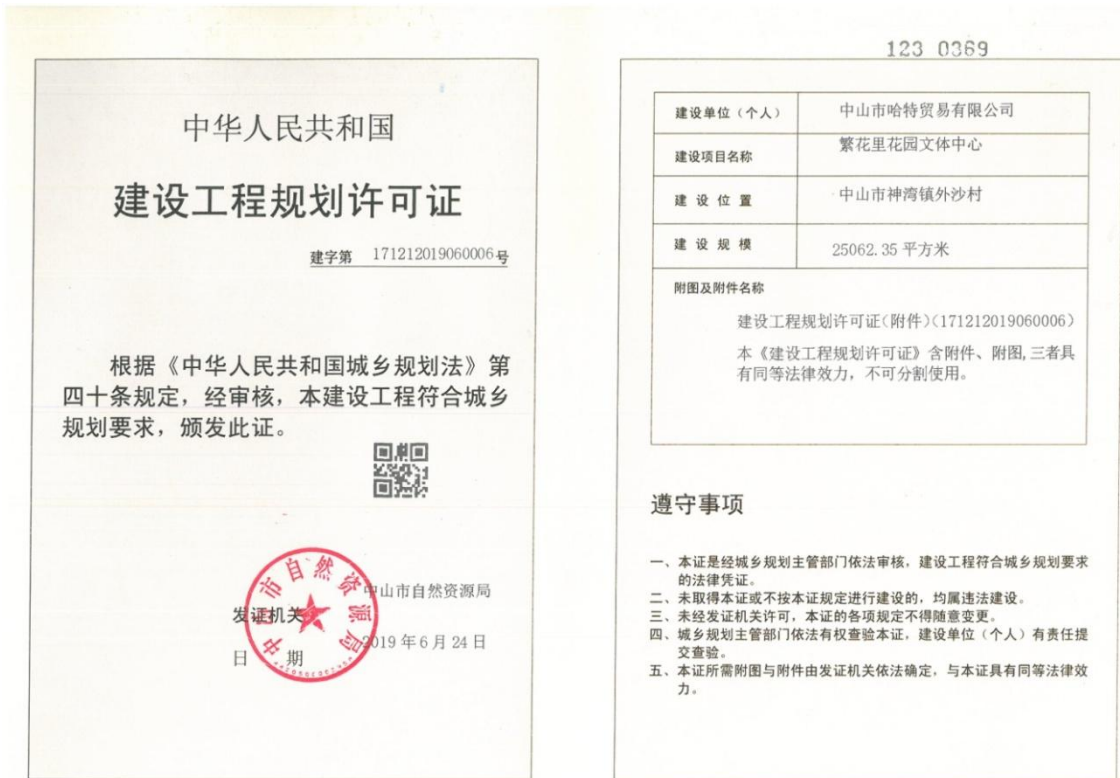 中华人民共和国
建设工程规划许可证
建字第 171212019060006号
根据《中华人民共和国城乡规划法》第
四十条规定，经审核，本建设工程符合城乡
规划要求，颁发此证。
中山市自然资源局
中山市自然资源局
发证机关
日 期
2019 年 6 月 24 日
123 0369
建设单位（个人） 中山市哈特贸易有限公司
建设项目名称 繁花里花园文体中心
建 设 位 置 中山市神湾镇外沙村
建 设 规 模 25062.35 平方米
附图及附件名称
建设工程规划许可证(附件)(171212019060006)
本《建设工程规划许可证》含附件、附图,三者具
有同等法律效力，不可分割使用。
遵守事项
一、本证是经城乡规划主管部门依法审核，建设工程符合城乡规划要求
的法律凭证。
二、未取得本证或不按本证规定进行建设的，均属违法建设。
三、未经发证机关许可，本证的各项规定不得随意变更。
四、城乡规划主管部门依法有权查验本证，建设单位（个人）有责任提
交查验。
五、本证所需附图与附件由发证机关依法确定，与本证具有同等法律效
力。